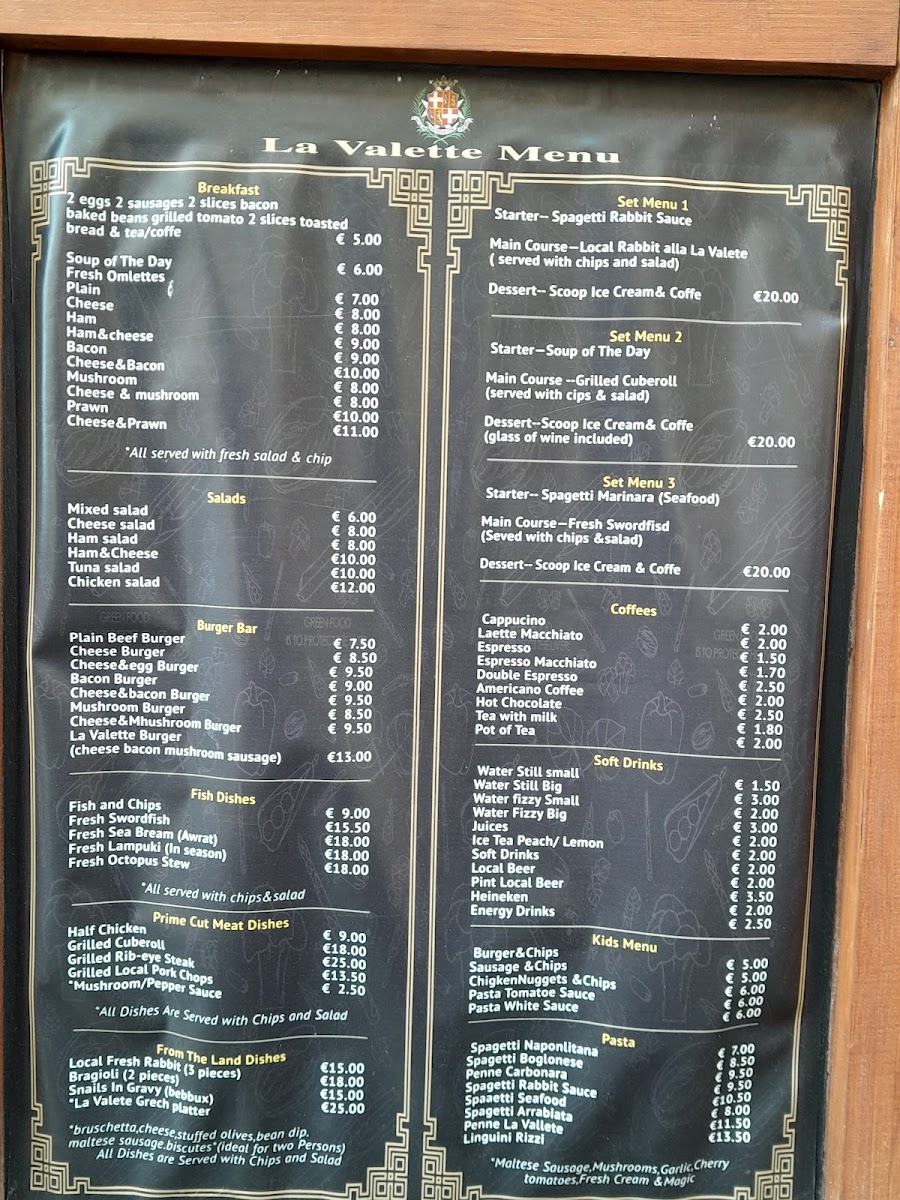 La Valette Menu
Breakfast
2 eggs 2 sausages 2 slices bacon
baked beans grilled tomato 2 slices toasted
bread & tea/coffe € 5.00
Soup of The Day € 6.00
Fresh Omlettes
Plain € 7.00
Cheese € 8.00
Ham € 8.00
Ham&cheese € 9.00
Bacon € 9.00
Cheese&Bacon €10.00
Mushroom € 8.00
Cheese & mushroom € 8.00
Prawn €10.00
Cheese&Prawn €11.00
*All served with fresh salad & chip
Salads
Mixed salad € 6.00
Cheese salad € 8.00
Ham salad € 8.00
Ham&Cheese €10.00
Tuna salad €10.00
Chicken salad €12.00
Burger Bar
Plain Beef Burger € 7.50
Cheese Burger € 8.50
Cheese&egg Burger € 9.50
Bacon Burger € 9.00
Cheese&bacon Burger € 9.50
Mushroom Burger € 8.50
Cheese&Mhushroom Burger € 9.50
La Valette Burger
(cheese bacon mushroom sausage) €13.00
Fish Dishes
Fish and Chips € 9.00
Fresh Swordfish €15.50
Fresh Sea Bream (Awrat) €18.00
Fresh Lampuki (In season) €18.00
Fresh Octopus Stew €18.00
*All served with chips&salad
Prime Cut Meat Dishes
Half Chicken € 9.00
Grilled Cuberoll €18.00
Grilled Rib-eye Steak €25.00
Grilled Local Pork Chops €13.50
*Mushroom/Pepper Sauce € 2.50
*All Dishes Are Served with Chips and Salad
From The Land Dishes
Local Fresh Rabbit (3 pieces) €15.00
Bragioli (2 pieces) €18.00
Snails In Gravy (bebbux) €15.00
*La Valete Grech platter €25.00
*bruschetta,cheese,stuffed olives,bean dip.
maltese sausage.biscutes*(ideal for two Persons)
All Dishes are Served with Chips and Salad
Set Menu 1
Starter-- Spagetti Rabbit Sauce
Main Course—Local Rabbit alla La Valete
( served with chips and salad)
Dessert-- Scoop Ice Cream& Coffe €20.00
Set Menu 2
Starter—Soup of The Day
Main Course --Grilled Cuberoll
(served with cips & salad)
Dessert--Scoop Ice Cream& Coffe
(glass of wine included) €20.00
Set Menu 3
Starter-- Spagetti Marinara (Seafood)
Main Course—Fresh Swordfisd
(Seved with chips &salad)
Dessert-- Scoop Ice Cream & Coffe €20.00
Coffees
Cappucino € 2.00
Laette Macchiato € 2.00
Espresso € 1.50
Espresso Macchiato € 1.70
Double Espresso € 2.50
Americano Coffee € 2.00
Hot Chocolate € 2.50
Tea with milk € 1.80
Pot of Tea € 2.00
Soft Drinks
Water Still small € 1.50
Water Still Big € 3.00
Water fizzy Small € 2.00
Water Fizzy Big € 3.00
Juices € 2.00
Ice Tea Peach/ Lemon € 2.00
Soft Drinks € 2.00
Local Beer € 2.00
Pint Local Beer € 3.50
Heineken € 2.00
Energy Drinks € 2.50
Kids Menu
Burger&Chips € 5.00
Sausage &Chips € 5.00
ChigkenNuggets &Chips € 6.00
Pasta Tomatoe Sauce € 6.00
Pasta White Sauce € 6.00
Pasta
Spagetti Naponlitana € 7.00
Spagetti Boglonese € 8.50
Penne Carbonara € 9.50
Spagetti Rabbit Sauce € 9.50
Spaaetti Seafood €10.50
Spagetti Arrabiata € 8.00
Penne La Vallete €11.50
Linguini Rizzi €13.50
*Maltese Sausage,Mushrooms,Garlic,Cherry
tomatoes,Fresh Cream &Magic